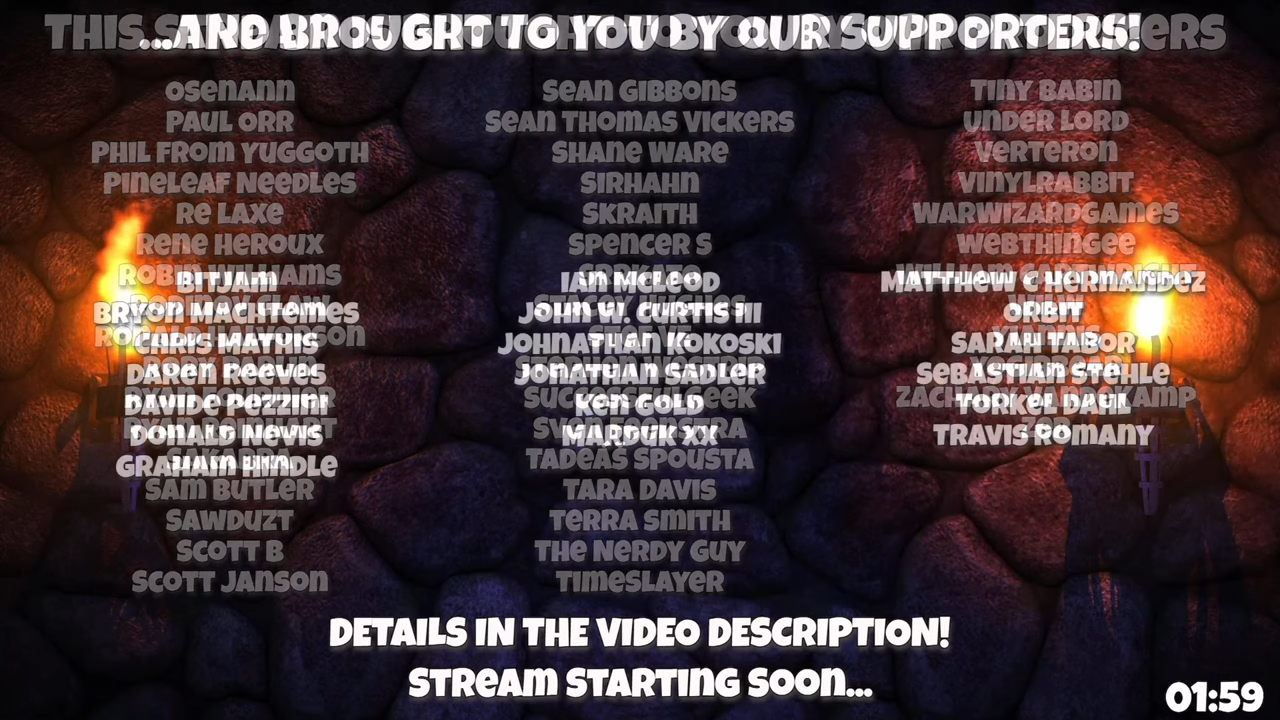 ...AND BROUGHT TO YOU BY OUR SUPPORTERS!
THIS
OSENANN
PAUL ORR
PHIL FROM YUGGOTH
PINELEAF NEEDLES
RE LAXE
RENE HEROUX
BITJAM
BRYON MACKTEMES
CHRIS MATHIS
DAREN REEVES
DAVIDE PEZZINI
DONALD NEWIS
GRAHAM
SAM BUTLER
SAWDUZT
SCOTT B
SCOTT JANSON
SEAN GIBBONS
SEAN THOMAS VICKERS
SHANE WARE
SIRHAHN
SKRAITH
SPENCER S
IAN MCLEOD
JOHN W. CURTIS III
JOHNATHAN KOKOSKI
JONATHAN SADLER
KEN GOLD
MARDUK XX
TADEAS SPOUSTA
TARA DAVIS
TERRA SMITH
THE NERDY GUY
TIMESLAYER
TINY BABIN
UNDER LORD
VERTERON
VINYLRABBIT
WARWIZARDGAMES
WEBTHINGEE
MATTHEW C HERNANDEZ
ORBIT
SARAH TABOR
SEBASTIAN STEHLE
TORKEL DAHL
TRAVIS ROMANY
DETAILS IN THE VIDEO DESCRIPTION!
STREAM STARTING SOON...
01:59